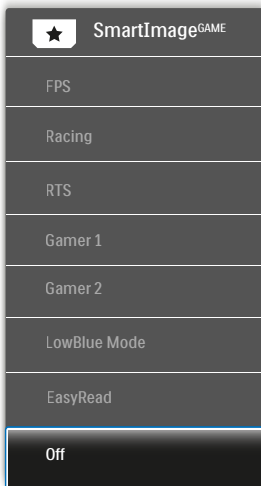 SmartImageGAME
FPS
Racing
RTS
Gamer 1
Gamer 2
LowBlue Mode
EasyRead
Off